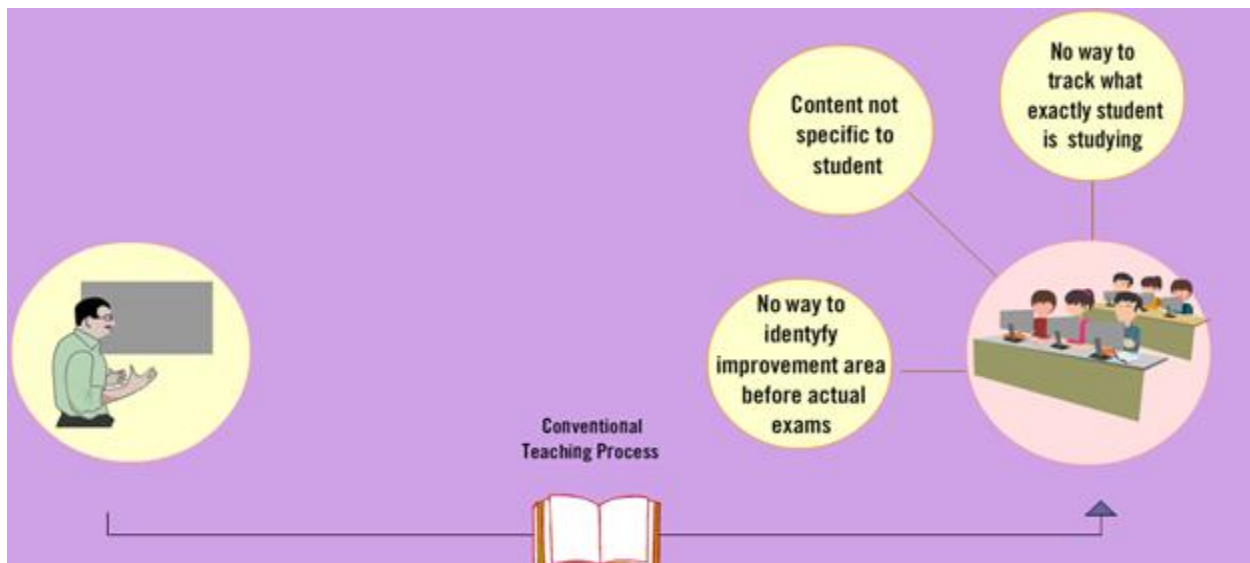 No way to
track what
exactly student
is studying
Content not
specific to
student
No way to
identyfy
improvement area
before actual
exams
Conventional
Teaching Process